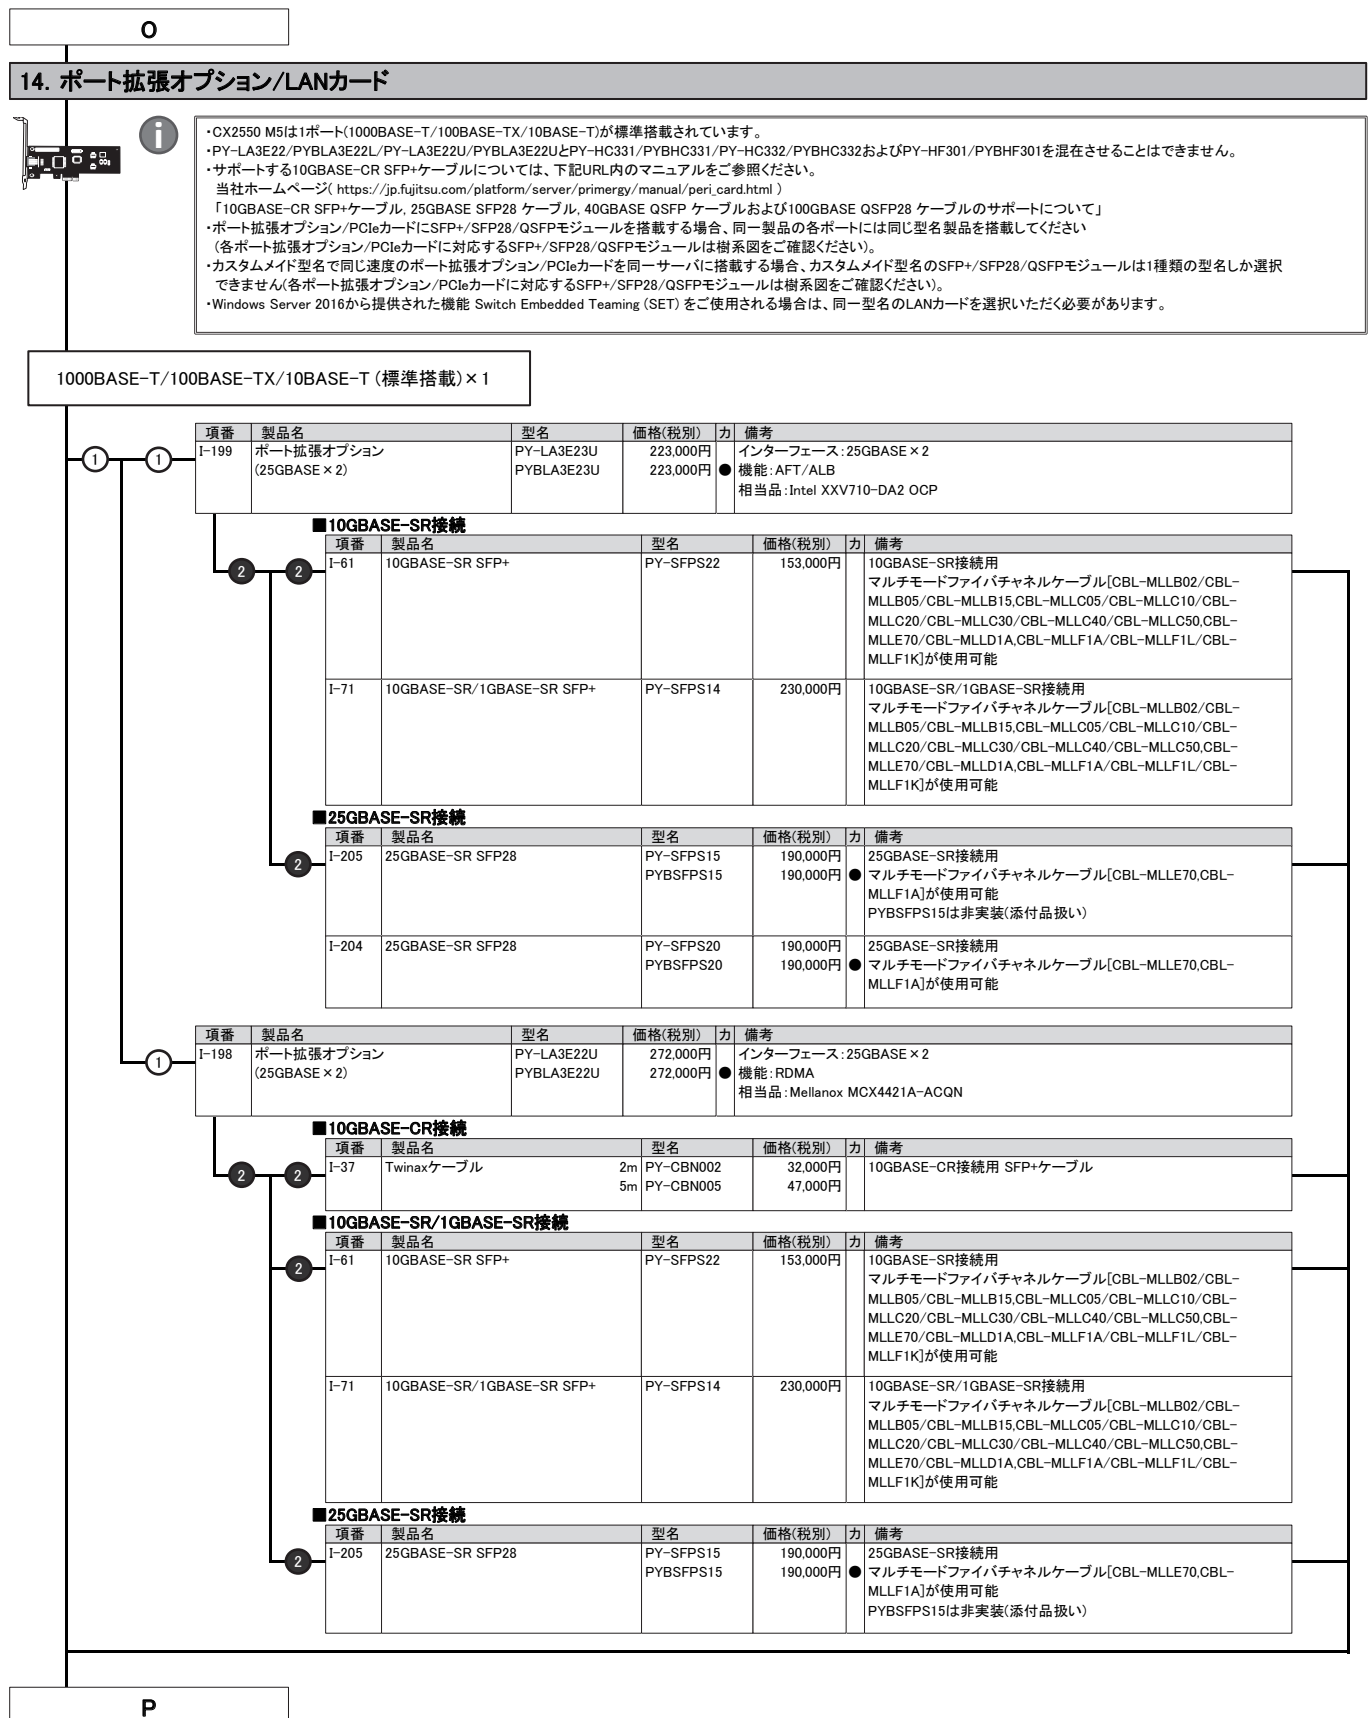 O
14. ポート拡張オプション/LANカード
i
・CX2550 M5は1ポート(1000BASE-T/100BASE-TX/10BASE-T)が標準搭載されています。
・PY-LA3E22/PYBLA3E22L/PY-LA3E22U/PYBLA3E22UとPY-HC331/PYBHC331/PY-HC332/PYBHC332およびPY-HF301/PYBHF301を混在させることはできません。
・サポートする10GBASE-CR SFP+ケーブルについては、下記URL内のマニュアルをご参照ください。
当社ホームページ( https://jp.fujitsu.com/platform/server/primergy/manual/peri_card.html )
「10GBASE-CR SFP+ケーブル, 25GBASE SFP28 ケーブル, 40GBASE QSFP ケーブルおよび100GBASE QSFP28 ケーブルのサポートについて」
・ポート拡張オプション/PCIeカードにSFP+/SFP28/QSFPモジュールを搭載する場合、同一製品の各ポートには同じ型名製品を搭載してください
(各ポート拡張オプション/PCIeカードに対応するSFP+/SFP28/QSFPモジュールは樹系図をご確認ください)。
・カスタムメイド型名で同じ速度のポート拡張オプション/PCIeカードを同一サーバに搭載する場合、カスタムメイド型名のSFP+/SFP28/QSFPモジュールは1種類の型名しか選択
できません(各ポート拡張オプション/PCIeカードに対応するSFP+/SFP28/QSFPモジュールは樹系図をご確認ください)。
・Windows Server 2016から提供された機能 Switch Embedded Teaming (SET) をご使用される場合は、同一型名のLANカードを選択いただく必要があります。
1000BASE-T/100BASE-TX/10BASE-T (標準搭載)×1
項番 製品名 型名 価格(税別) カ 備考
1 1 I-199 ポート拡張オプション PY-LA3E23U 223,000円 インターフェース:25GBASE×2
(25GBASE×2) PYBLA3E23U 223,000円 ● 機能:AFT/ALB
相当品:Intel XXV710-DA2 OCP
■10GBASE-SR接続
項番 製品名 型名 価格(税別) カ 備考
2 2 I-61 10GBASE-SR SFP+ PY-SFPS22 153,000円 10GBASE-SR接続用
マルチモードファイバチャネルケーブル[CBL-MLLB02/CBL-
MLLB05/CBL-MLLB15,CBL-MLLC05/CBL-MLLC10/CBL-
MLLC20/CBL-MLLC30/CBL-MLLC40/CBL-MLLC50,CBL-
MLLE70/CBL-MLLD1A,CBL-MLLF1A/CBL-MLLF1L/CBL-
MLLF1K]が使用可能
I-71 10GBASE-SR/1GBASE-SR SFP+ PY-SFPS14 230,000円 10GBASE-SR/1GBASE-SR接続用
マルチモードファイバチャネルケーブル[CBL-MLLB02/CBL-
MLLB05/CBL-MLLB15,CBL-MLLC05/CBL-MLLC10/CBL-
MLLC20/CBL-MLLC30/CBL-MLLC40/CBL-MLLC50,CBL-
MLLE70/CBL-MLLD1A,CBL-MLLF1A/CBL-MLLF1L/CBL-
MLLF1K]が使用可能
■25GBASE-SR接続
項番 製品名 型名 価格(税別) カ 備考
2 I-205 25GBASE-SR SFP28 PY-SFPS15 190,000円 25GBASE-SR接続用
PYBSFPS15 190,000円 ● マルチモードファイバチャネルケーブル[CBL-MLLE70,CBL-
MLLF1A]が使用可能
PYBSFPS15は非実装(添付品扱い)
I-204 25GBASE-SR SFP28 PY-SFPS20 190,000円 25GBASE-SR接続用
PYBSFPS20 190,000円 ● マルチモードファイバチャネルケーブル[CBL-MLLE70,CBL-
MLLF1A]が使用可能
項番 製品名 型名 価格(税別) カ 備考
1 I-198 ポート拡張オプション PY-LA3E22U 272,000円 インターフェース:25GBASE×2
(25GBASE×2) PYBLA3E22U 272,000円 ● 機能:RDMA
相当品:Mellanox MCX4421A-ACQN
■10GBASE-CR接続
項番 製品名 型名 価格(税別) カ 備考
2 2 I-37 Twinaxケーブル 2m PY-CBN002 32,000円 10GBASE-CR接続用 SFP+ケーブル
5m PY-CBN005 47,000円
■10GBASE-SR/1GBASE-SR接続
項番 製品名 型名 価格(税別) カ 備考
2 I-61 10GBASE-SR SFP+ PY-SFPS22 153,000円 10GBASE-SR接続用
マルチモードファイバチャネルケーブル[CBL-MLLB02/CBL-
MLLB05/CBL-MLLB15,CBL-MLLC05/CBL-MLLC10/CBL-
MLLC20/CBL-MLLC30/CBL-MLLC40/CBL-MLLC50,CBL-
MLLE70/CBL-MLLD1A,CBL-MLLF1A/CBL-MLLF1L/CBL-
MLLF1K]が使用可能
I-71 10GBASE-SR/1GBASE-SR SFP+ PY-SFPS14 230,000円 10GBASE-SR/1GBASE-SR接続用
マルチモードファイバチャネルケーブル[CBL-MLLB02/CBL-
MLLB05/CBL-MLLB15,CBL-MLLC05/CBL-MLLC10/CBL-
MLLC20/CBL-MLLC30/CBL-MLLC40/CBL-MLLC50,CBL-
MLLE70/CBL-MLLD1A,CBL-MLLF1A/CBL-MLLF1L/CBL-
MLLF1K]が使用可能
■25GBASE-SR接続
項番 製品名 型名 価格(税別) カ 備考
2 I-205 25GBASE-SR SFP28 PY-SFPS15 190,000円 25GBASE-SR接続用
PYBSFPS15 190,000円 ● マルチモードファイバチャネルケーブル[CBL-MLLE70,CBL-
MLLF1A]が使用可能
PYBSFPS15は非実装(添付品扱い)
P